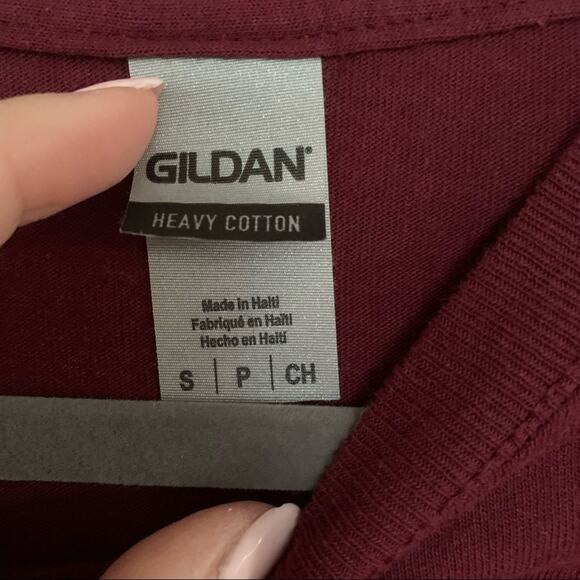 GILDAN®
HEAVY COTTON
Made in Haiti
Fabriqué en Haïti
Hecho en Haití
S | P | CH